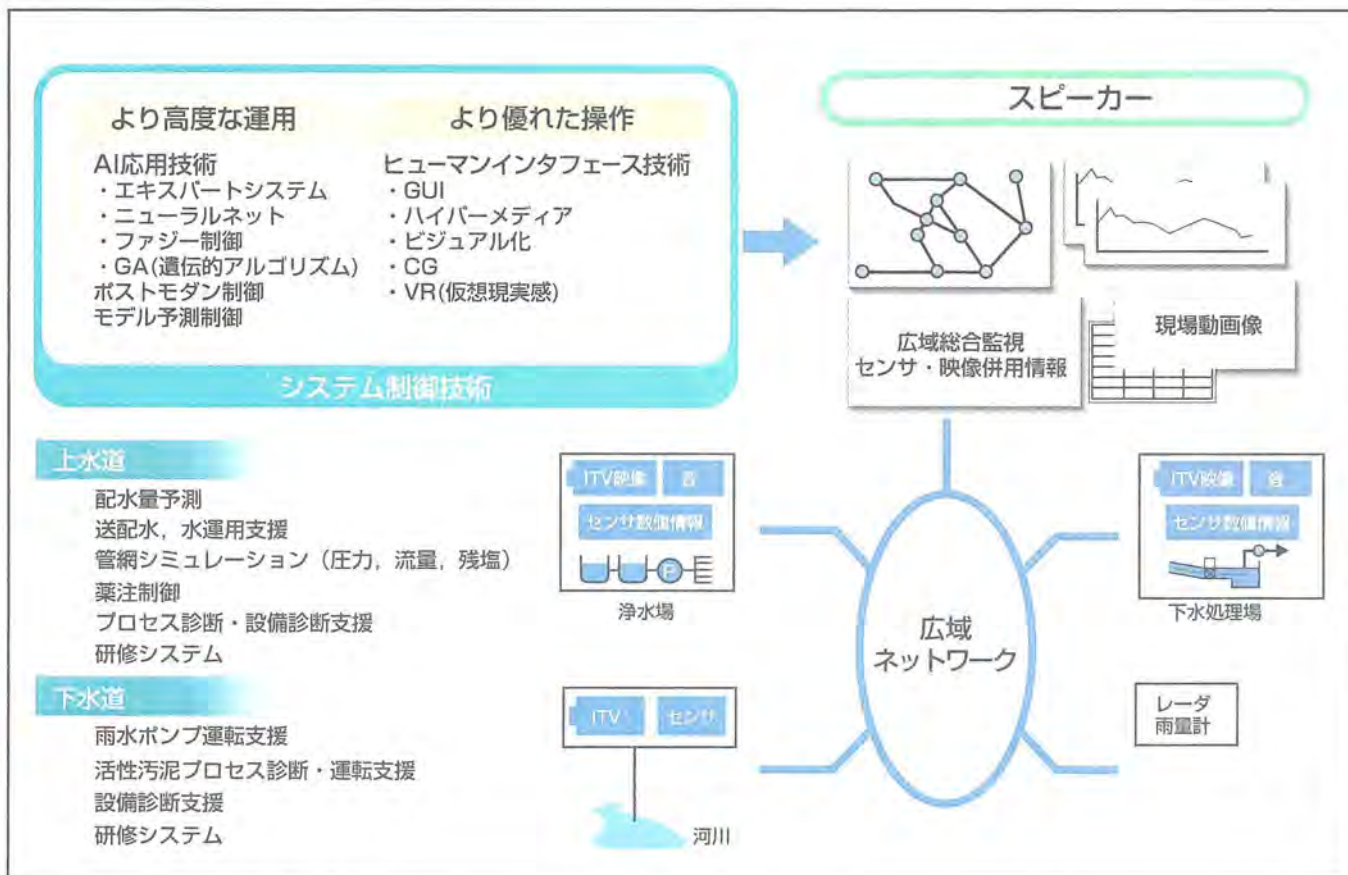 より高度な運用
AI応用技術
・エキスパートシステム
・ニューラルネット
・ファジー制御
・GA(遺伝的アルゴリズム)
ポストモダン制御
モデル予測制御
より優れた操作
ヒューマンインタフェース技術
・GUI
・ハイパーメディア
・ビジュアル化
・CG
・VR(仮想現実感)
システム制御技術
スピーカー
広域総合監視
センサ・映像併用情報
現場動画像
上水道
配水量予測
送配水，水運用支援
管網シミュレーション（圧力，流量，残塩）
薬注制御
プロセス診断・設備診断支援
研修システム
下水道
雨水ポンプ運転支援
活性汚泥プロセス診断・運転支援
設備診断支援
研修システム
ITV映像
音
センサ数値情報
P
浄水場
ITV
センサ
河川
広域
ネットワーク
ITV映像
音
センサ数値情報
下水処理場
レーダ
雨量計